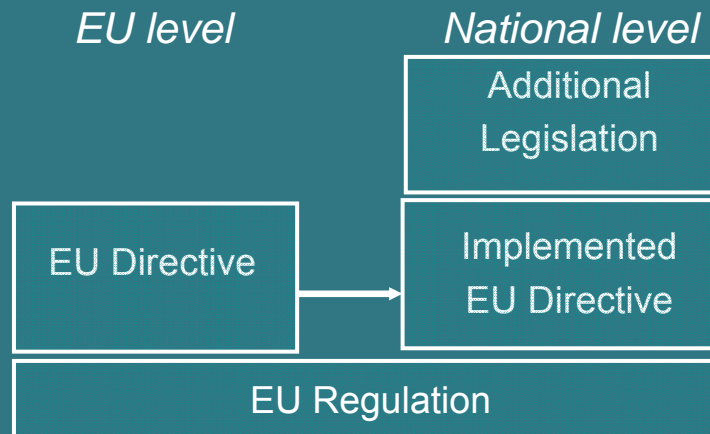 EU level
National level
Additional
Legislation
EU Directive
Implemented
EU Directive
EU Regulation